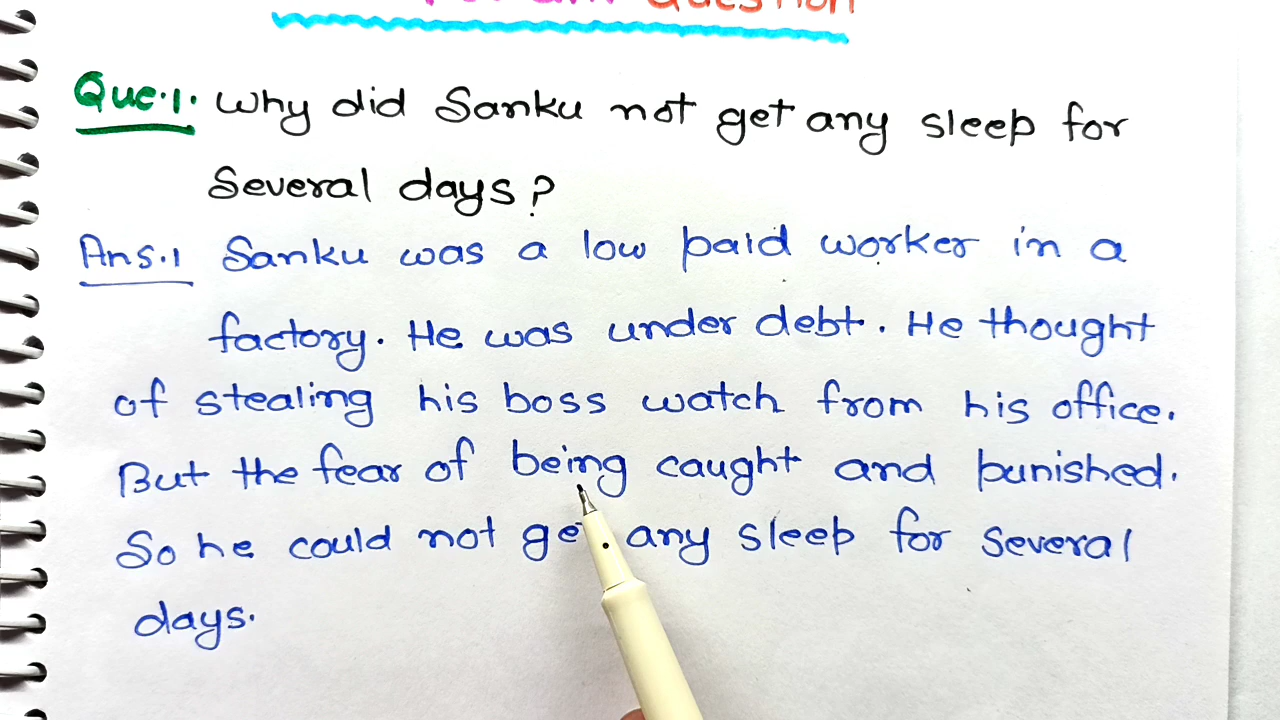 Question
Que.1. Why did Sanku not get any sleep for
Several days?
Ans.1 Sanku was a low paid worker in a
factory. He was under debt. He thought
of stealing his boss watch from his office.
But the fear of being caught and punished.
So he could not get any sleep for several
days.